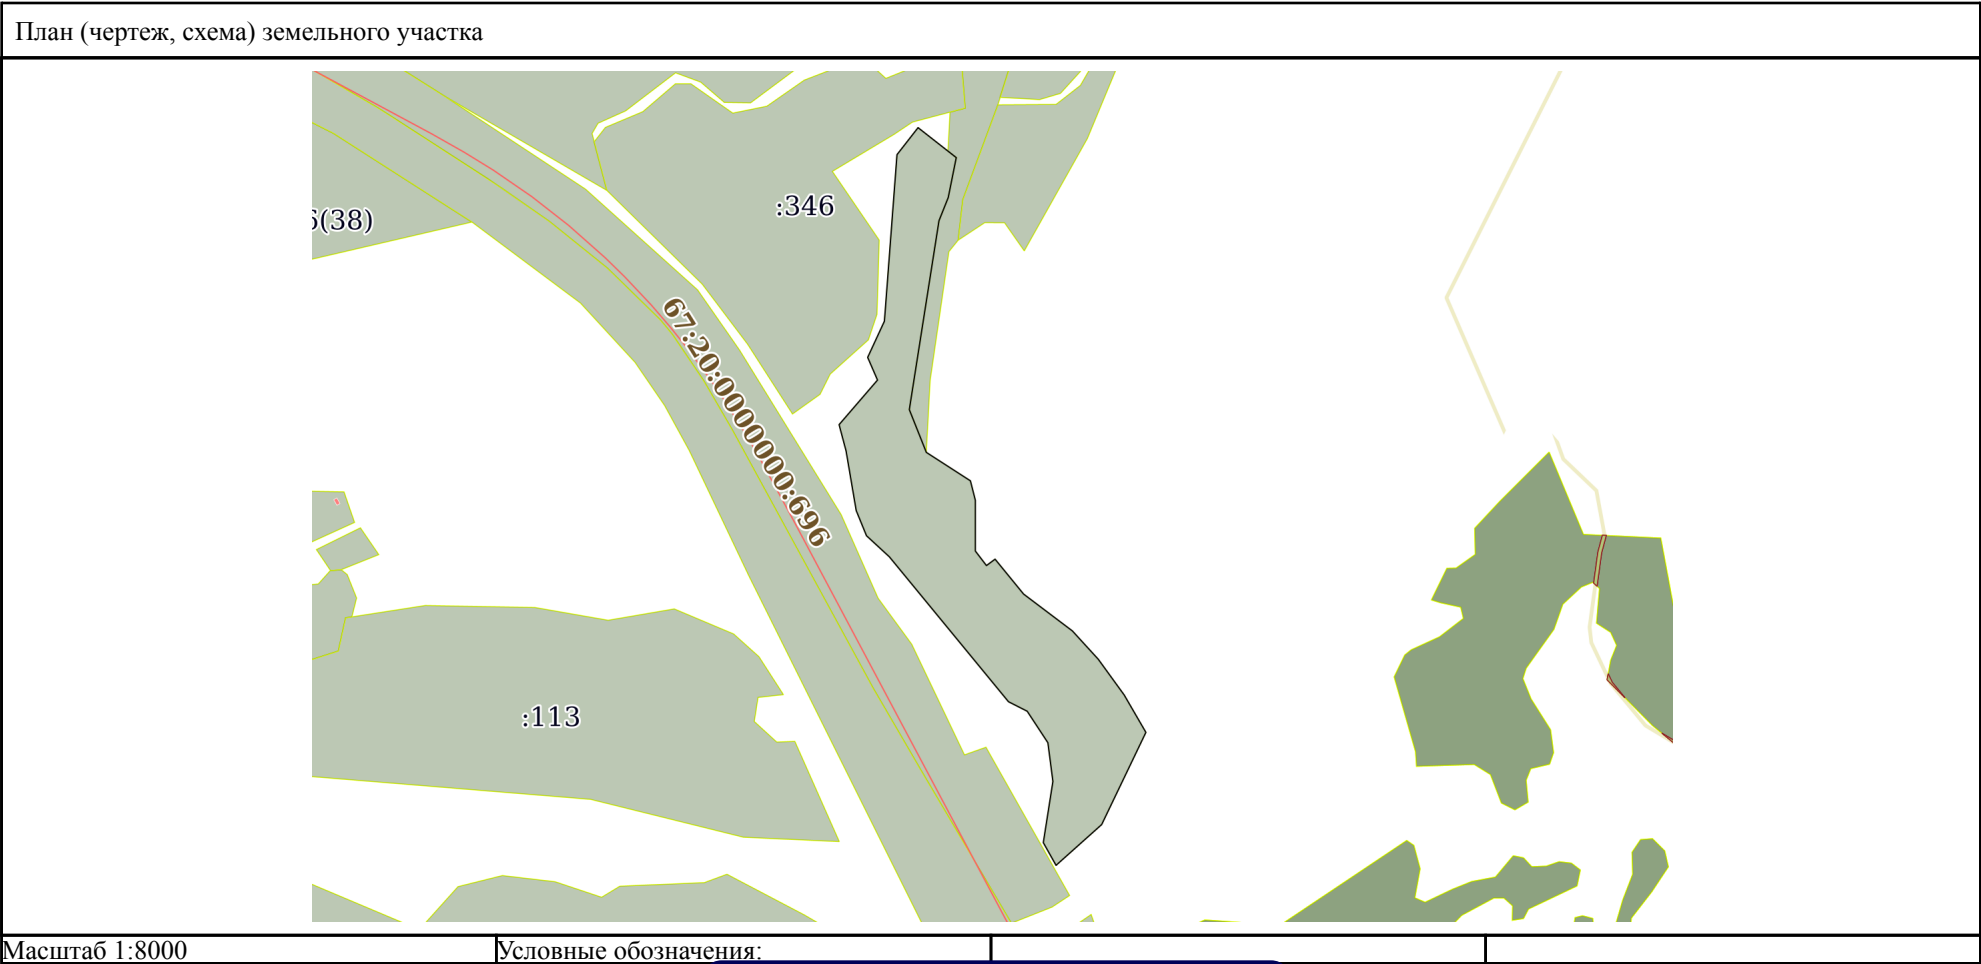 План (чертеж, схема) земельного участка
:346
(38)
67:20:0000000:696
:113
Масштаб 1:8000
Условные обозначения: